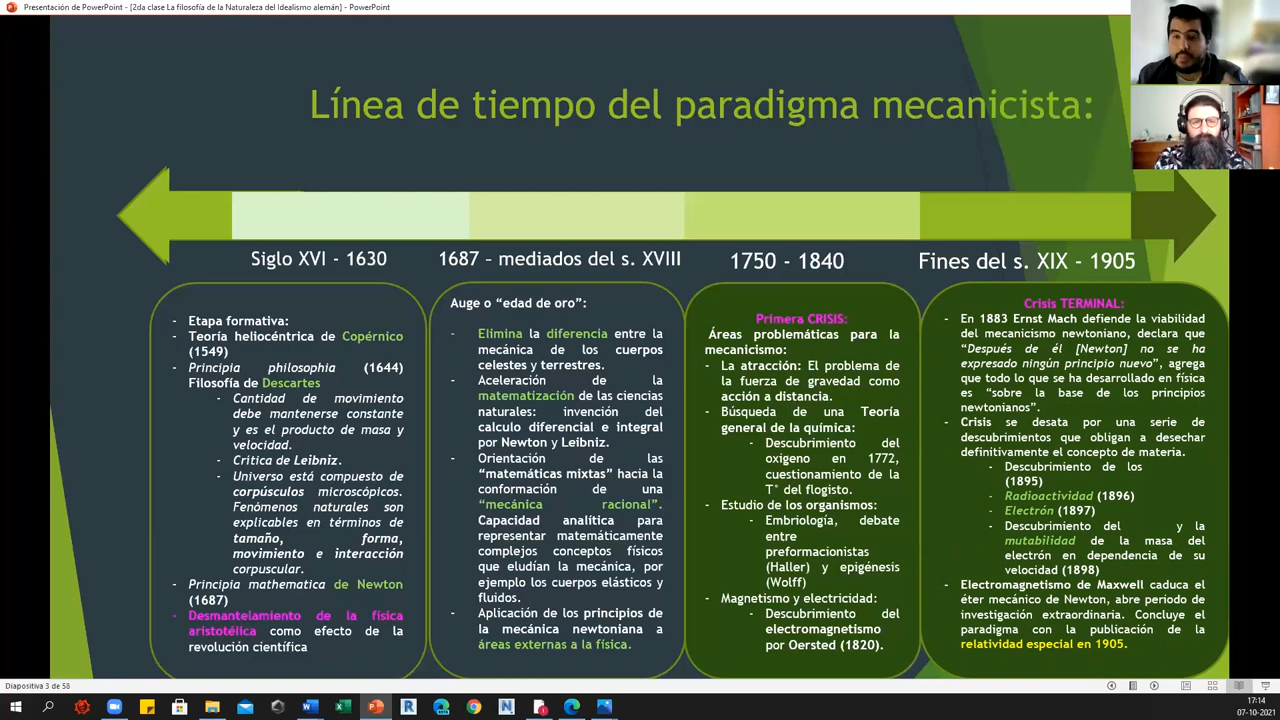 Presentación de PowerPoint - [2da clase La filosofía de la Naturaleza del Idealismo alemán] - PowerPoint
Línea de tiempo del paradigma mecanicista:
Siglo XVI - 1630
- Etapa formativa:
- Teoría heliocéntrica de Copérnico
(1549)
- Principia philosophia (1644)
Filosofía de Descartes
- Cantidad de movimiento
debe mantenerse constante
y es el producto de masa y
velocidad.
- Crítica de Leibniz.
- Universo está compuesto de
corpúsculos microscópicos.
Fenómenos naturales son
explicables en términos de
tamaño, forma,
movimiento e interacción
corpuscular.
- Principia mathematica de Newton
(1687)
- Desmantelamiento de la física
aristotélica como efecto de la
revolución científica
1687 – mediados del s. XVIII
Auge o “edad de oro”:
- Elimina la diferencia entre la
mecánica de los cuerpos
celestes y terrestres.
- Aceleración de la
matematización de las ciencias
naturales: invención del
calculo diferencial e integral
por Newton y Leibniz.
- Orientación de las
“matemáticas mixtas” hacia la
conformación de una
“mecánica racional”.
Capacidad analítica para
representar matemáticamente
complejos conceptos físicos
que eludían la mecánica, por
ejemplo los cuerpos elásticos y
fluidos.
- Aplicación de los principios de
la mecánica newtoniana a
áreas externas a la física.
1750 - 1840
Primera CRISIS:
Áreas problemáticas para la
mecanicismo:
- La atracción: El problema de
la fuerza de gravedad como
acción a distancia.
- Búsqueda de una Teoría
general de la química:
- Descubrimiento del
oxigeno en 1772,
cuestionamiento de la
T° del flogisto.
- Estudio de los organismos:
- Embriología, debate
entre
preformacionistas
(Haller) y epigénesis
(Wolff)
- Magnetismo y electricidad:
- Descubrimiento del
electromagnetismo
por Oersted (1820).
Fines del s. XIX - 1905
Crisis TERMINAL:
- En 1883 Ernst Mach defiende la viabilidad
del mecanicismo newtoniano, declara que
“Después de él [Newton] no se ha
expresado ningún principio nuevo”, agrega
que todo lo que se ha desarrollado en física
es “sobre la base de los principios
newtonianos”.
- Crisis se desata por una serie de
descubrimientos que obligan a desechar
definitivamente el concepto de materia.
- Descubrimiento de los
(1895)
- Radioactividad (1896)
- Electrón (1897)
- Descubrimiento del y la
mutabilidad de la masa del
electrón en dependencia de su
velocidad (1898)
- Electromagnetismo de Maxwell caduca el
éter mecánico de Newton, abre periodo de
investigación extraordinaria. Concluye el
paradigma con la publicación de la
relatividad especial en 1905.
Diapositiva 3 de 58
17:14
07-10-2021